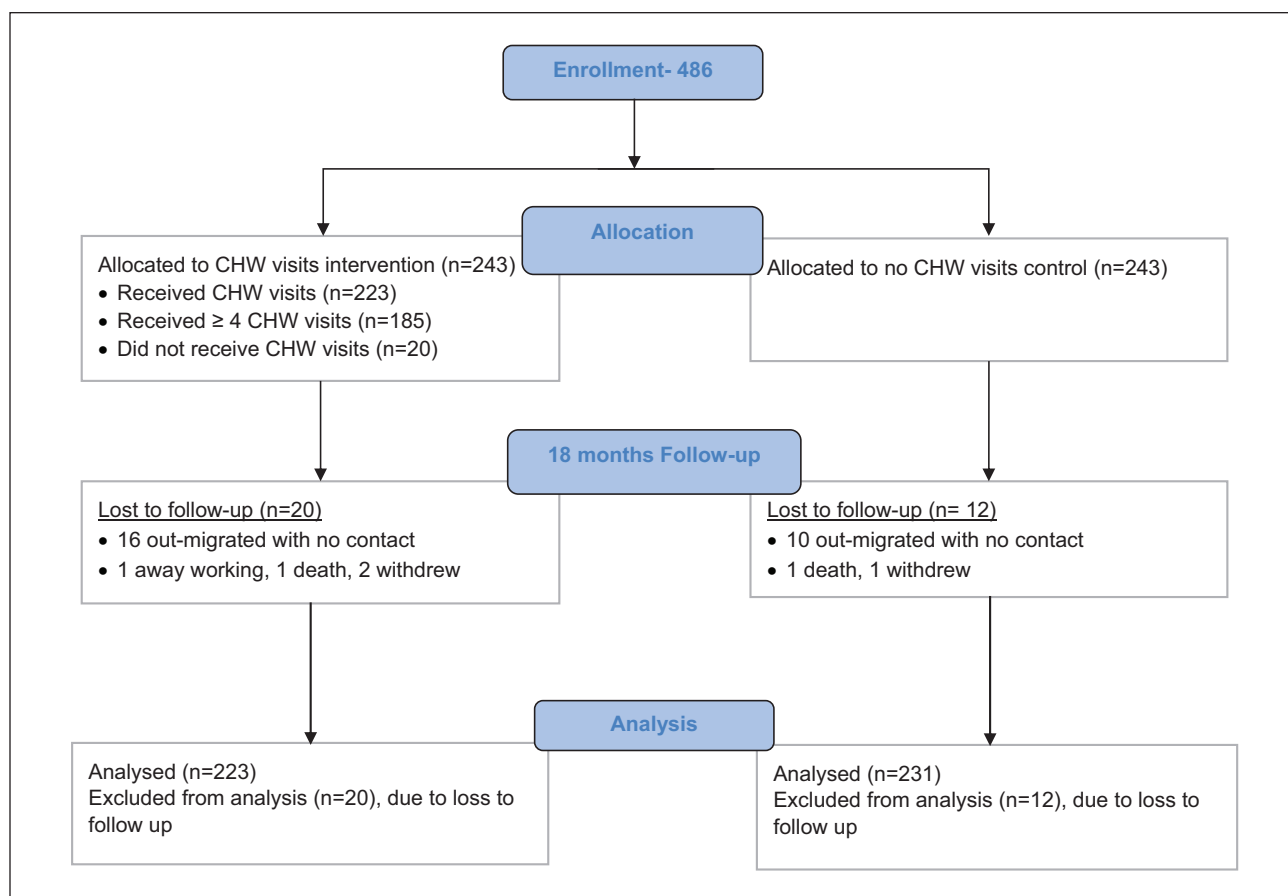 Enrollment- 486
Allocation
Allocated to CHW visits intervention (n=243)
• Received CHW visits (n=223)
• Received ≥ 4 CHW visits (n=185)
• Did not receive CHW visits (n=20)
Allocated to no CHW visits control (n=243)
18 months Follow-up
Lost to follow-up (n=20)
• 16 out-migrated with no contact
• 1 away working, 1 death, 2 withdrew
Lost to follow-up (n= 12)
• 10 out-migrated with no contact
• 1 death, 1 withdrew
Analysis
Analysed (n=223)
Excluded from analysis (n=20), due to loss to
follow up
Analysed (n=231)
Excluded from analysis (n=12), due to loss to
follow up